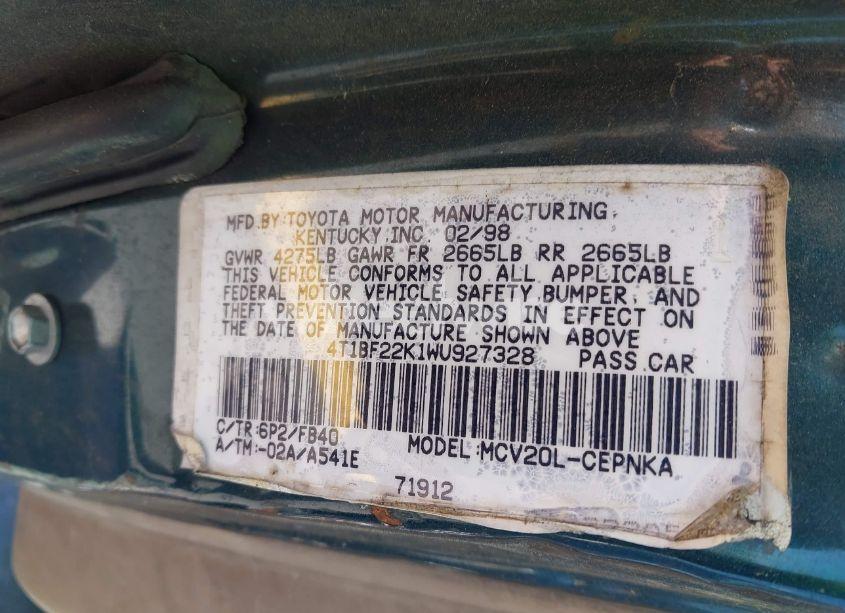 MFD.BY TOYOTA MOTOR MANUFACTURING,
KENTUCKY.INC 02/98
GVWR 4275LB GAWR FR 2665LB RR 2665LB
THIS VEHICLE CONFORMS TO ALL APPLICABLE
FEDERAL MOTOR VEHICLE SAFETY,BUMPER, AND
THEFT PREVENTION STANDARDS IN EFFECT ON
THE DATE OF MANUFACTURE SHOWN ABOVE
4T1BF22K1WU927328 PASS.CAR
C/TR:6P2/FB40 MODEL:MCV20L-CEPNKA
A/TM:-02A/A541E
71912